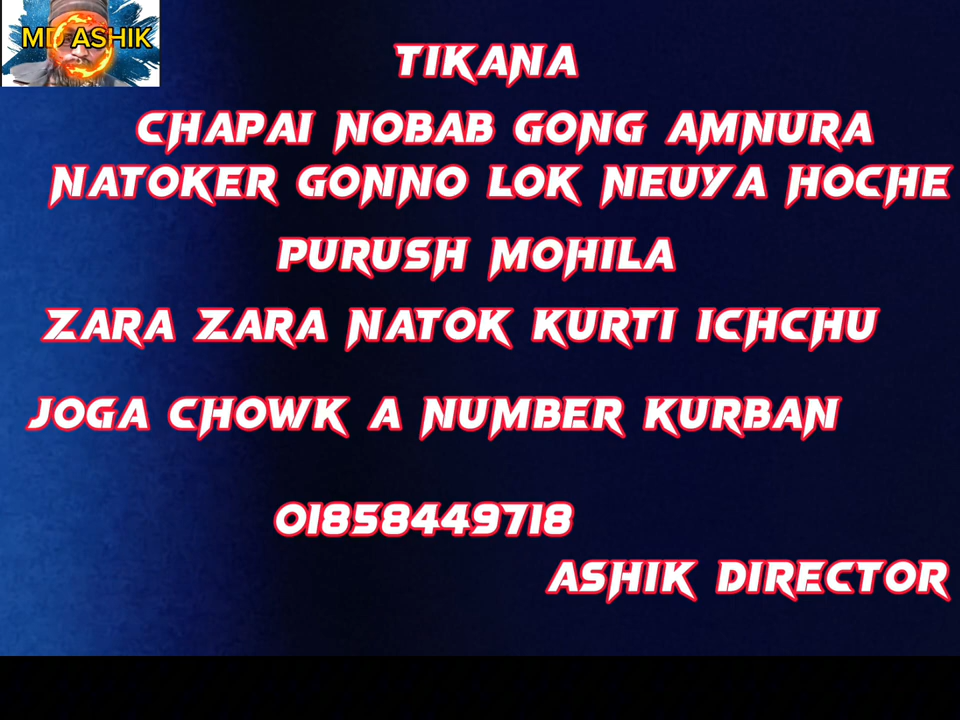 MD ASHIK
TIKANA
CHAPAI NOBAB GONG AMNURA
NATOKER GONNO LOK NEUYA HOCHE
PURUSH MOHILA
ZARA ZARA NATOK KURTI ICHCHU
JOGA CHOWK A NUMBER KURBAN
01858449718
ASHIK DIRECTOR